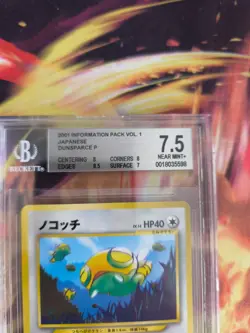 2001 INFORMATION PACK VOL. 1
JAPANESE
DUNSPARCE P
CENTERING 8 CORNERS 8
EDGES 8.5 SURFACE 7
7.5
NEAR MINT+
0018035598
BECKETT
ノコッチ
HP40